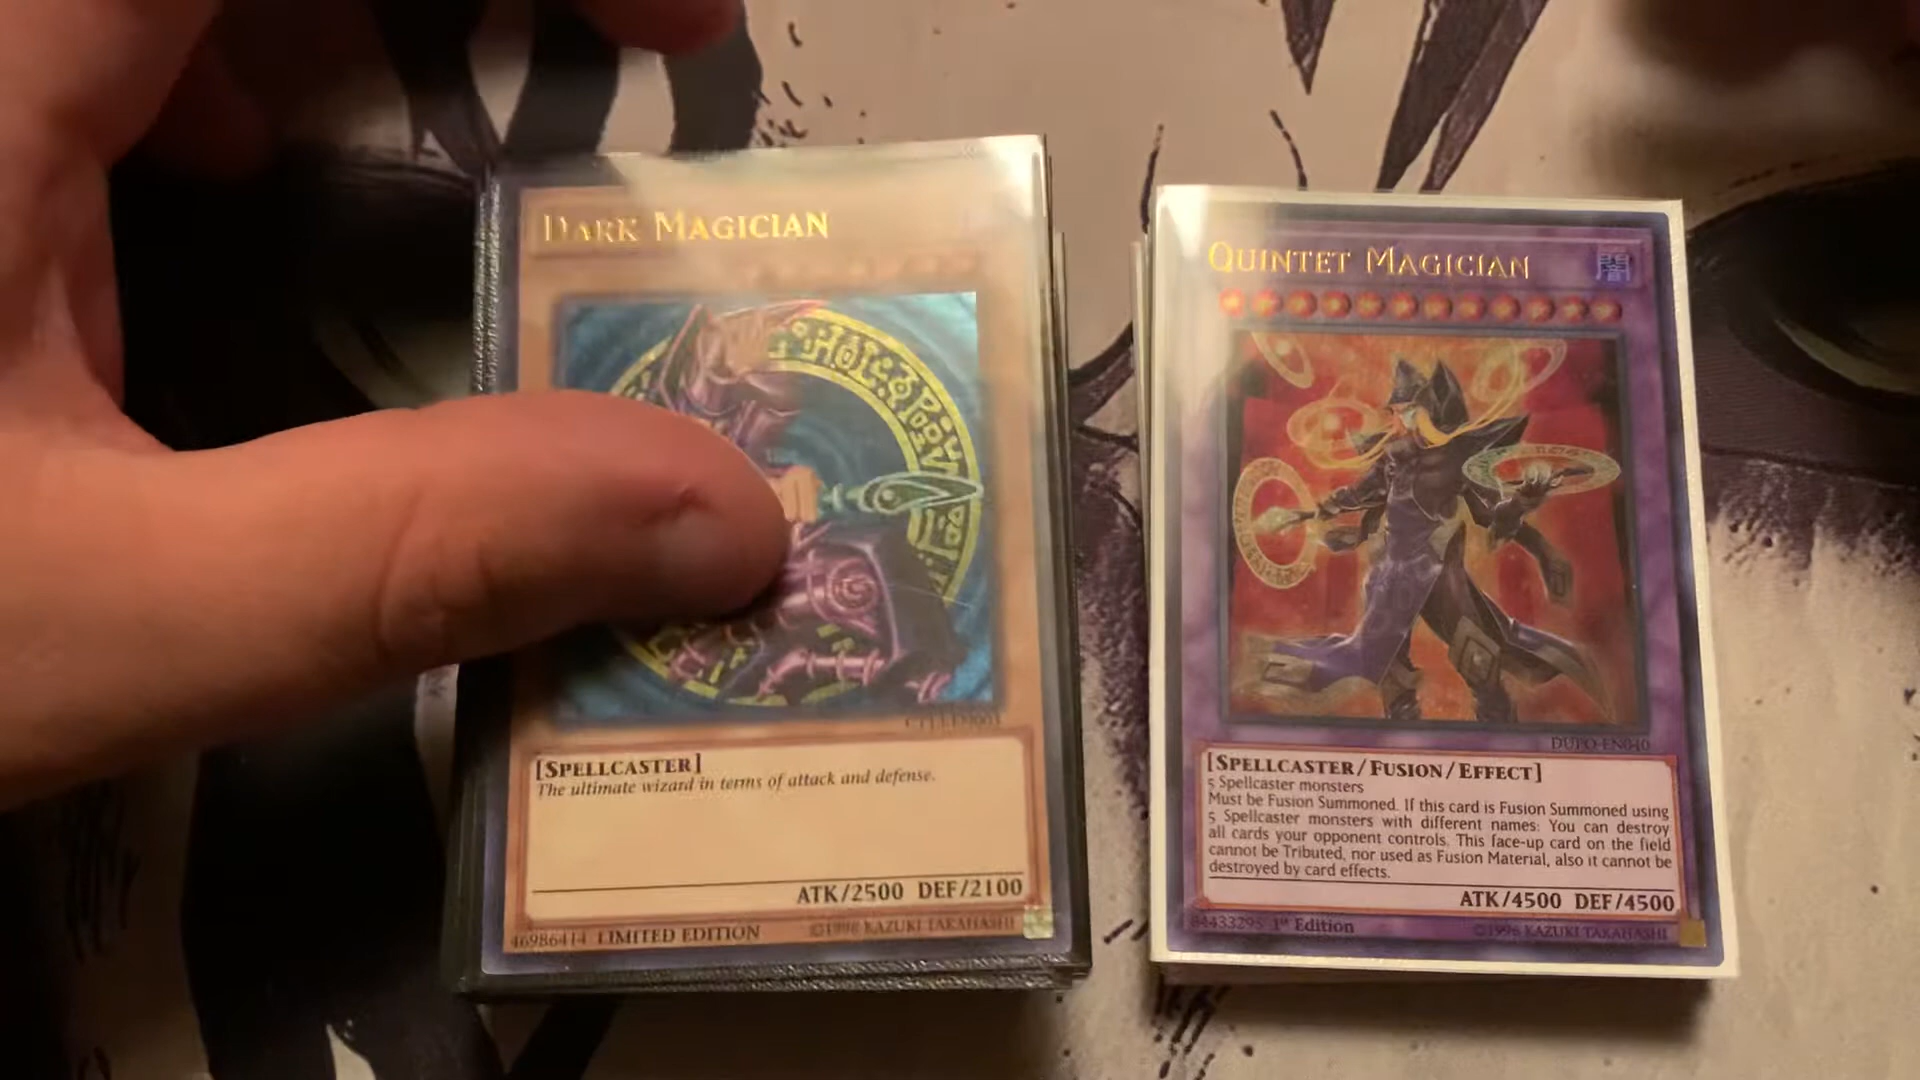 DARK MAGICIAN
[SPELLCASTER]
The ultimate wizard in terms of attack and defense.
ATK/2500 DEF/2100
46986414 LIMITED EDITION
©1996 KAZUKI TAKAHASHI
QUINTET MAGICIAN
闇
DUPO-EN040
[SPELLCASTER/FUSION/EFFECT]
5 Spellcaster monsters
Must be Fusion Summoned. If this card is Fusion Summoned using
5 Spellcaster monsters with different names: You can destroy
all cards your opponent controls. This face-up card on the field
cannot be Tributed, nor used as Fusion Material, also it cannot be
destroyed by card effects.
ATK/4500 DEF/4500
84433295 1st Edition
©1996 KAZUKI TAKAHASHI